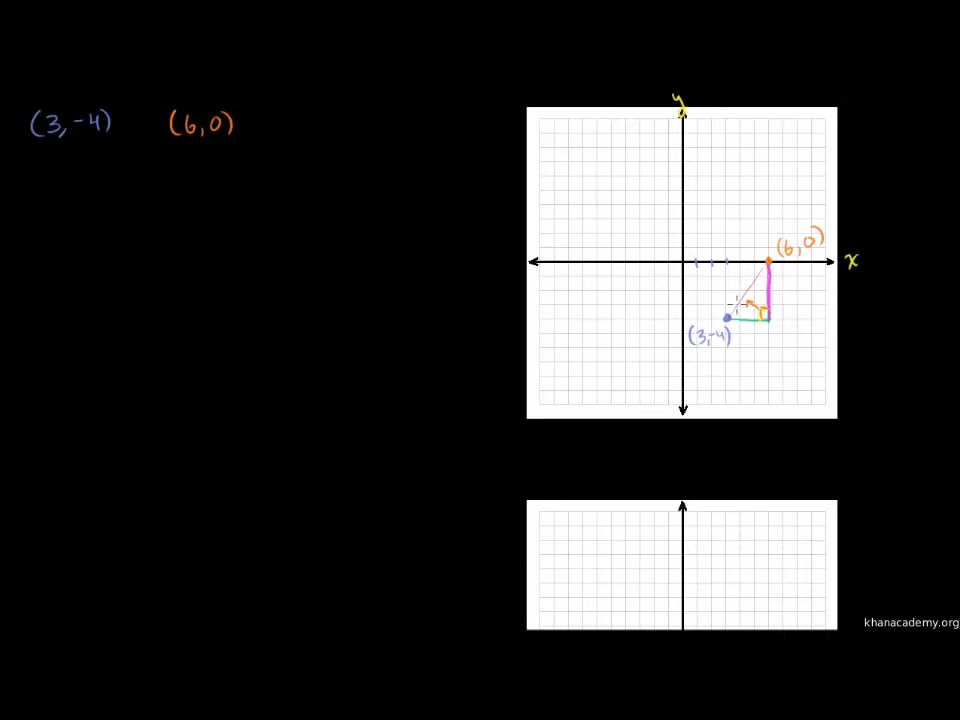 (3,-4) (6,0)
y
(6,0)
x
(3,-4)
khanacademy.org